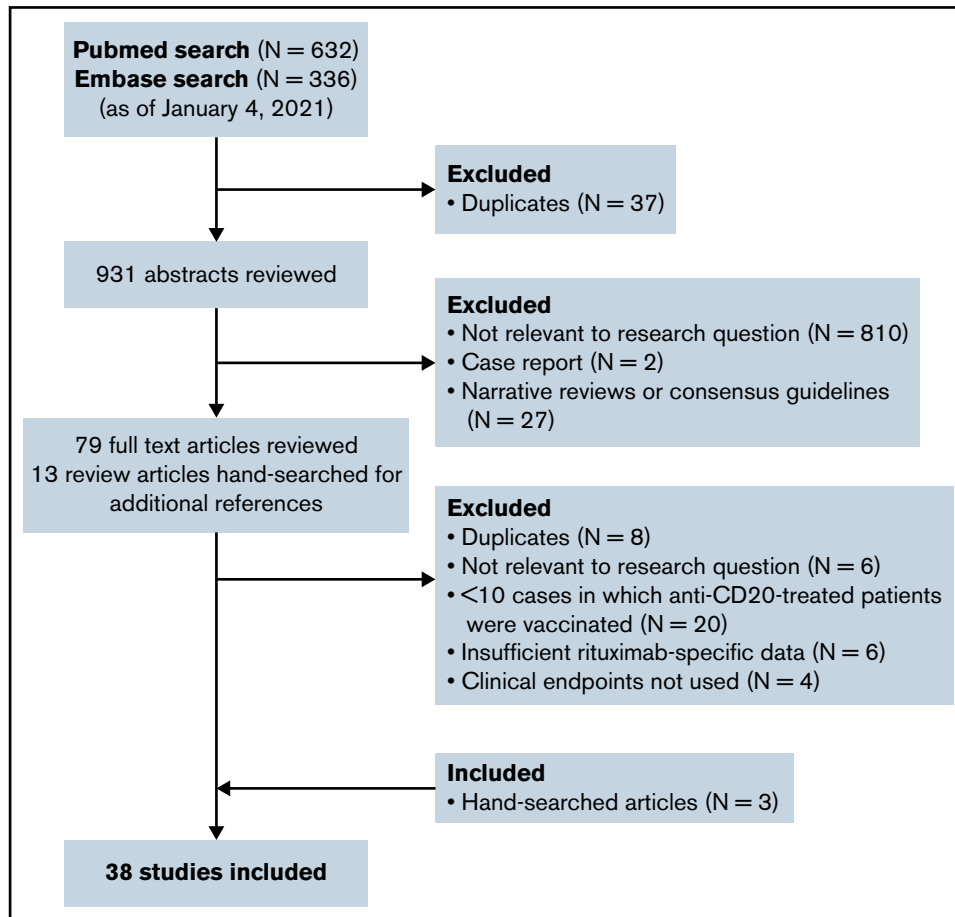 Pubmed search (N = 632)
Embase search (N = 336)
(as of January 4, 2021)
Excluded
• Duplicates (N = 37)
931 abstracts reviewed
Excluded
• Not relevant to research question (N = 810)
• Case report (N = 2)
• Narrative reviews or consensus guidelines
(N = 27)
79 full text articles reviewed
13 review articles hand-searched for
additional references
Excluded
• Duplicates (N = 8)
• Not relevant to research question (N = 6)
• <10 cases in which anti-CD20-treated patients
were vaccinated (N = 20)
• Insufficient rituximab-specific data (N = 6)
• Clinical endpoints not used (N = 4)
Included
• Hand-searched articles (N = 3)
38 studies included